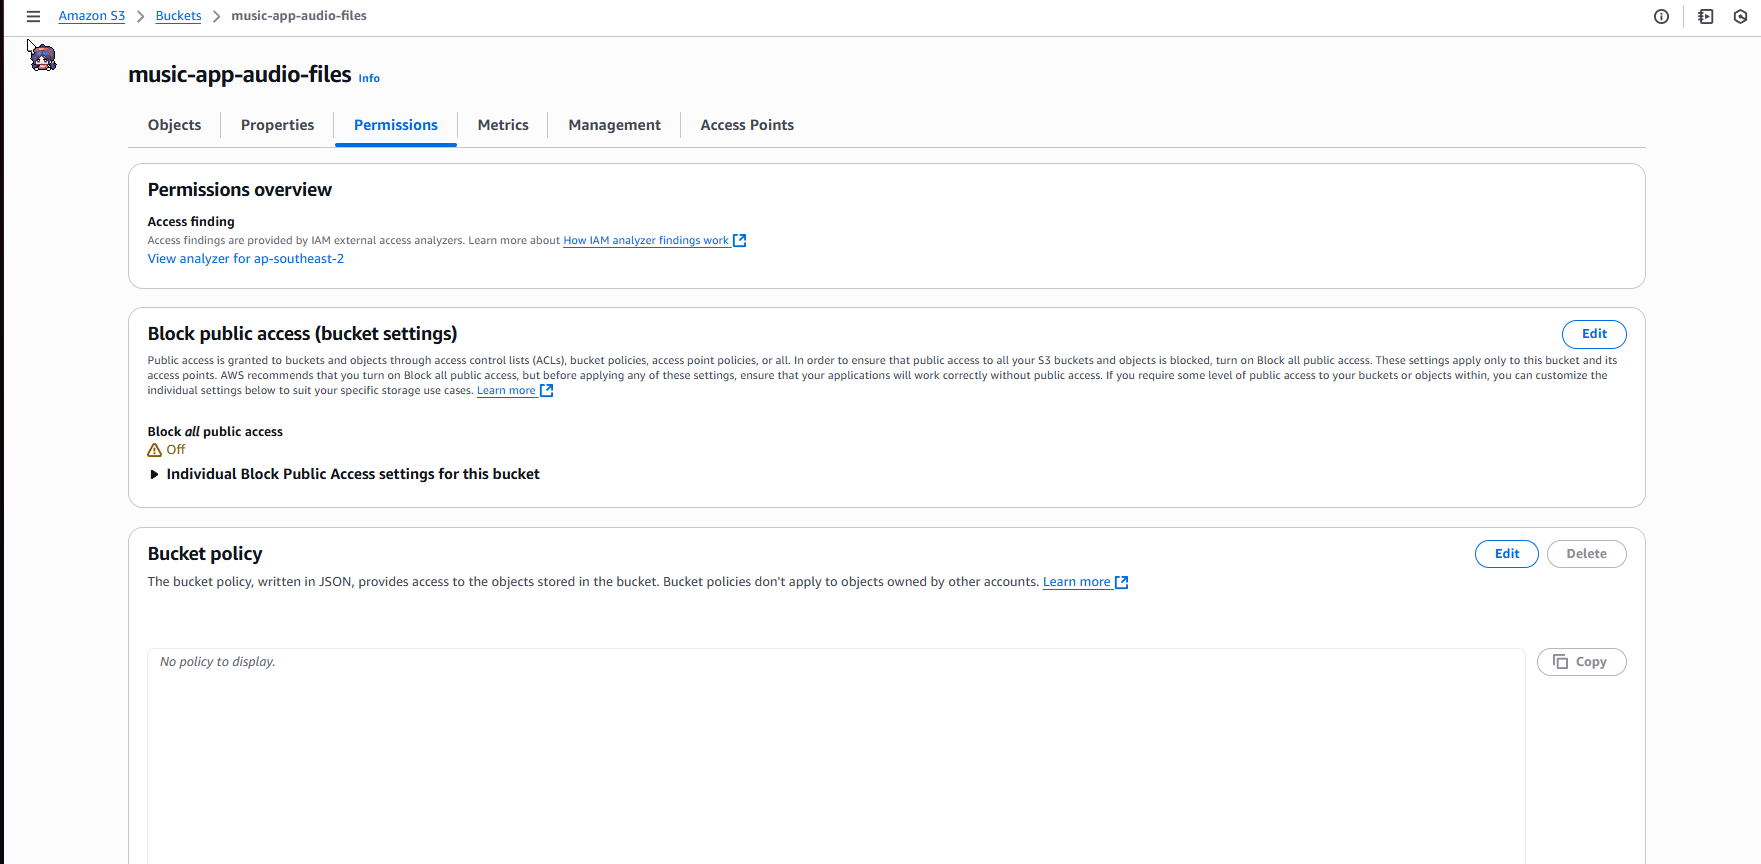 Amazon S3 > Buckets > music-app-audio-files
music-app-audio-files Info
Objects Properties Permissions Metrics Management Access Points
Permissions overview
Access finding
Access findings are provided by IAM external access analyzers. Learn more about How IAM analyzer findings work
View analyzer for ap-southeast-2
Block public access (bucket settings) Edit
Public access is granted to buckets and objects through access control lists (ACLs), bucket policies, access point policies, or all. In order to ensure that public access to all your S3 buckets and objects is blocked, turn on Block all public access. These settings apply only to this bucket and its
access points. AWS recommends that you turn on Block all public access, but before applying any of these settings, ensure that your applications will work correctly without public access. If you require some level of public access to your buckets or objects within, you can customize the
individual settings below to suit your specific storage use cases. Learn more
Block all public access
Off
Individual Block Public Access settings for this bucket
Bucket policy Edit Delete
The bucket policy, written in JSON, provides access to the objects stored in the bucket. Bucket policies don't apply to objects owned by other accounts. Learn more
No policy to display. Copy